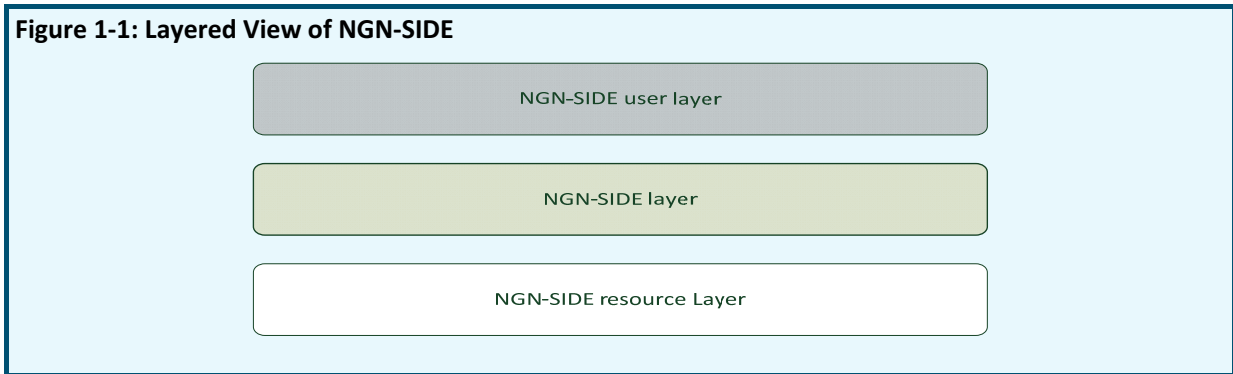 Figure 1-1: Layered View of NGN-SIDE
NGN-SIDE user layer
NGN-SIDE layer
NGN-SIDE resource Layer